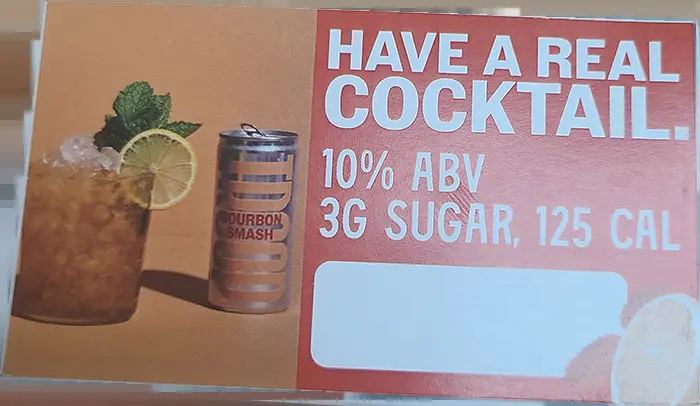 HAVE A REAL
COCKTAIL.
10% ABV
3G SUGAR, 125 CAL
BOURBON
SMASH